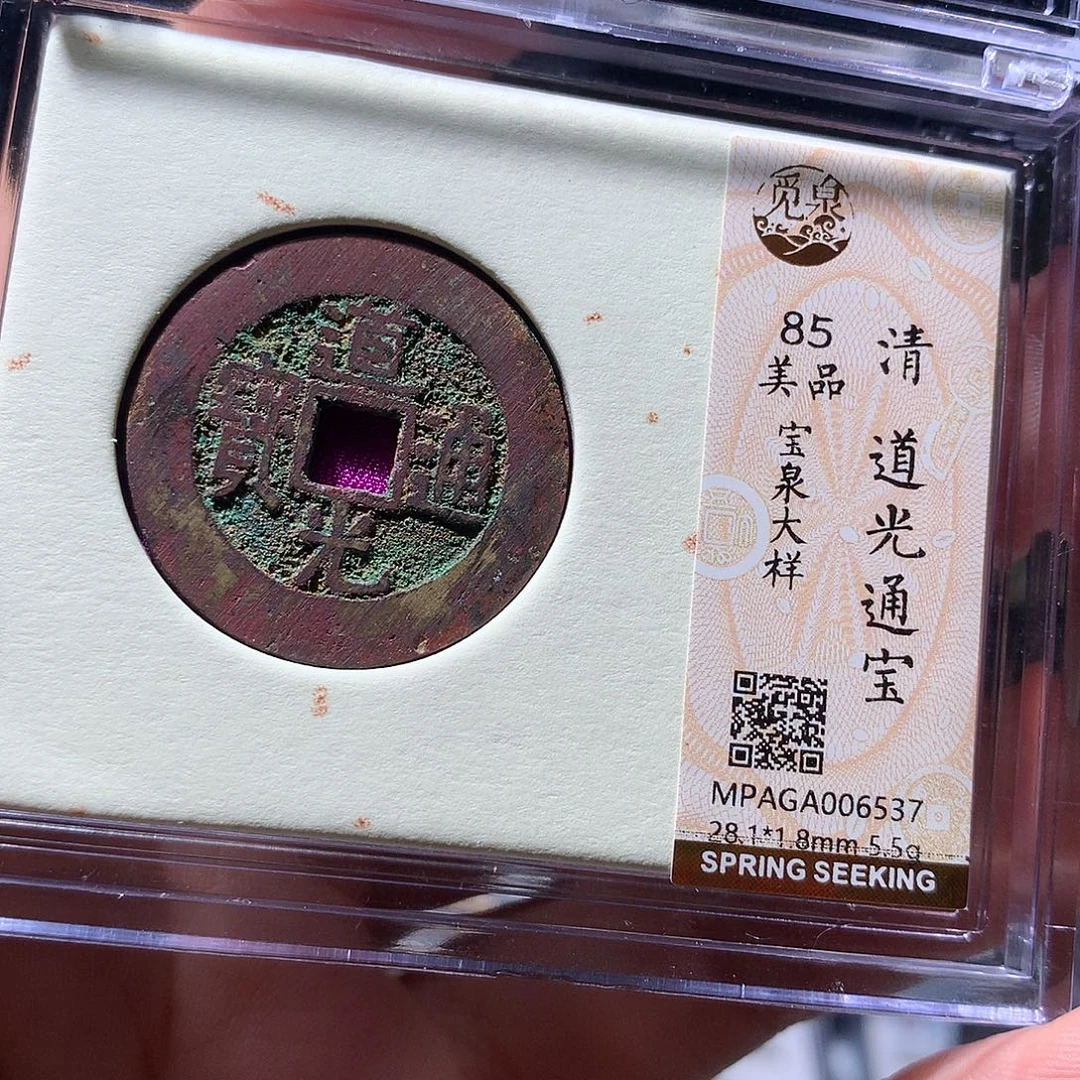 道光通寳
觅泉
清 道光通宝
85
美品
宝泉大样
MPAGA006537
28.1*1.8mm 5.5g
SPRING SEEKING